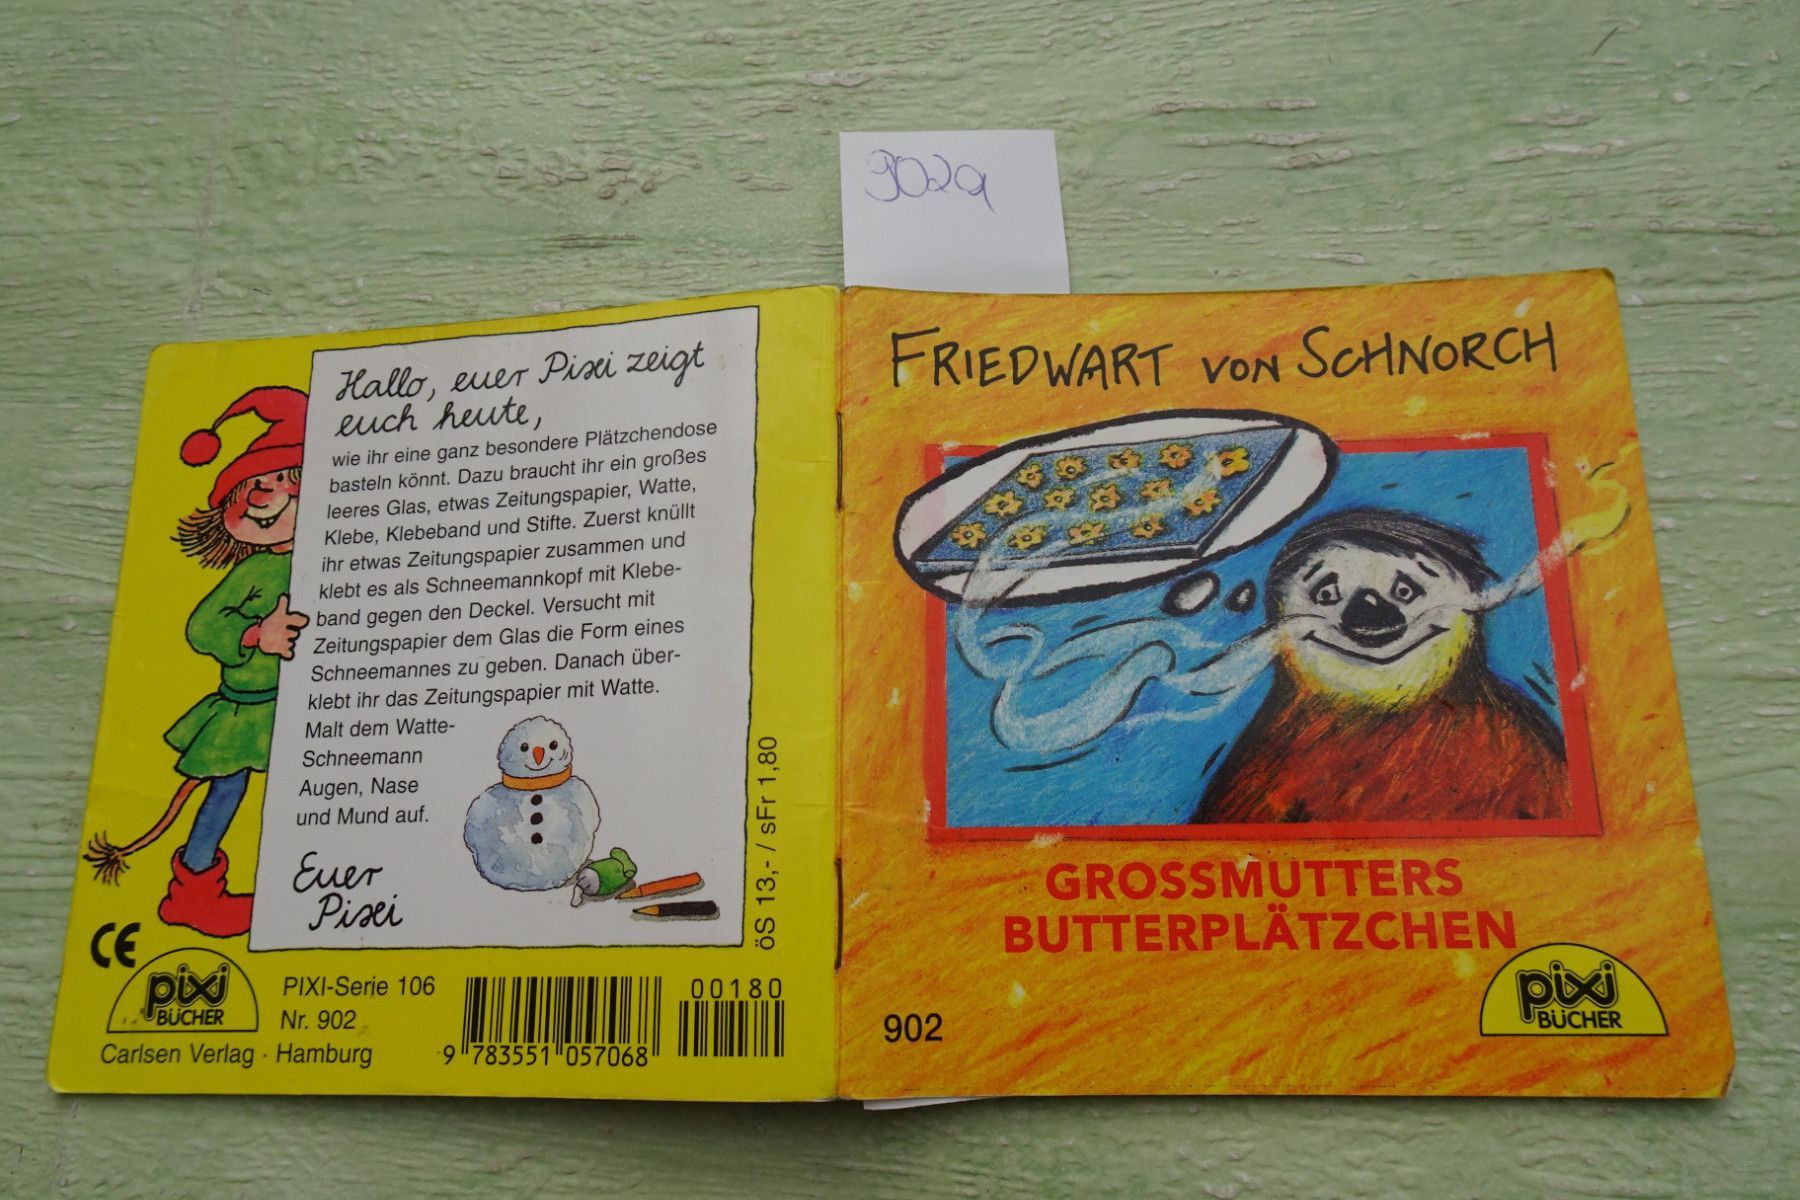 902a
Hallo, euer Pixi zeigt
euch heute,
wie ihr eine ganz besondere Plätzchendose
basteln könnt. Dazu braucht ihr ein großes
leeres Glas, etwas Zeitungspapier, Watte,
Klebe, Klebeband und Stifte. Zuerst knüllt
ihr etwas Zeitungspapier zusammen und
klebt es als Schneemannkopf mit Klebe-
band gegen den Deckel. Versucht mit
Zeitungspapier dem Glas die Form eines
Schneemannes zu geben. Danach über-
klebt ihr das Zeitungspapier mit Watte.
Malt dem Watte-
Schneemann
Augen, Nase
und Mund auf.
Euer
Pixi
öS 13,- / sFr 1,80
CE
pixi
BÜCHER
PIXI-Serie 106
Nr. 902
Carlsen Verlag · Hamburg
9 783551 057068
00180
FRIEDWART VON SCHNORCH
GROSSMUTTERS
BUTTERPLÄTZCHEN
902
pixi
BÜCHER